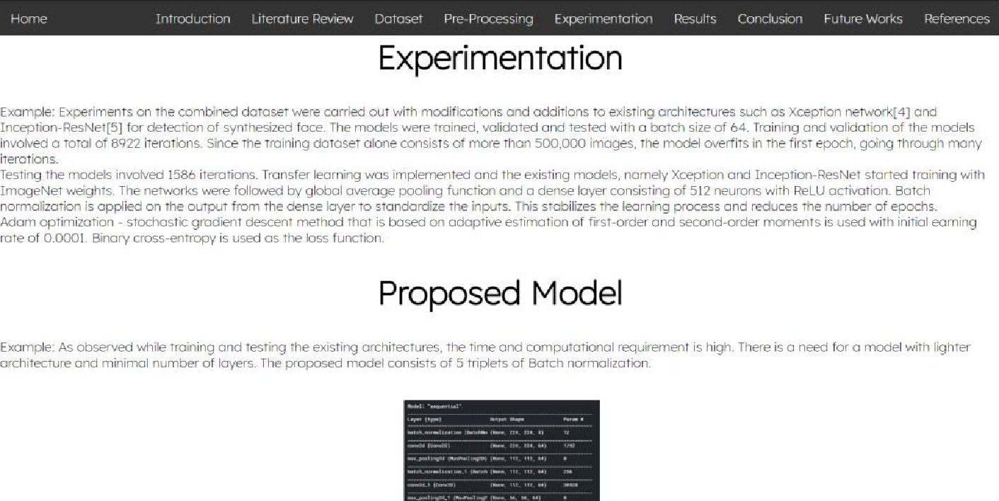 Home Introduction Literature Review Dataset Pre-Processing Experimentation Results Conclusion Future Works References
Experimentation
Example: Experiments on the combined dataset were carried out with modifications and additions to existing architectures such as Xception network[4] and
Inception-ResNet[5] for detection of synthesized face. The models were trained, validated and tested with a batch size of 64. Training and validation of the models
involved a total of 8922 iterations. Since the training dataset alone consists of more than 500,000 images, the model overfits in the first epoch, going through many
iterations.
Testing the models involved 1586 iterations. Transfer learning was implemented and the existing models, namely Xception and Inception-ResNet started training with
ImageNet weights. The networks were followed by global average pooling function and a dense layer consisting of 512 neurons with ReLU activation. Batch
normalization is applied on the output from the dense layer to standardize the inputs. This stabilizes the learning process and reduces the number of epochs.
Adam optimization - stochastic gradient descent method that is based on adaptive estimation of first-order and second-order moments is used with initial earning
rate of 0.0001. Binary cross-entropy is used as the loss function.
Proposed Model
Example: As observed while training and testing the existing architectures, the time and computational requirement is high. There is a need for a model with lighter
architecture and minimal number of layers. The proposed model consists of 5 triplets of Batch normalization.
Model: "sequential"
Layer (type) Output Shape Param #
batch_normalization (BatchNo (None, 224, 224, 3) 12
conv2d (Conv2D) (None, 224, 224, 64) 1792
max_pooling2d (MaxPooling2D) (None, 112, 112, 64) 0
batch_normalization_1 (Batch (None, 112, 112, 64) 256
conv2d_1 (Conv2D) (None, 112, 112, 64) 36928
max_pooling2d_1 (MaxPooling2 (None, 56, 56, 64) 0